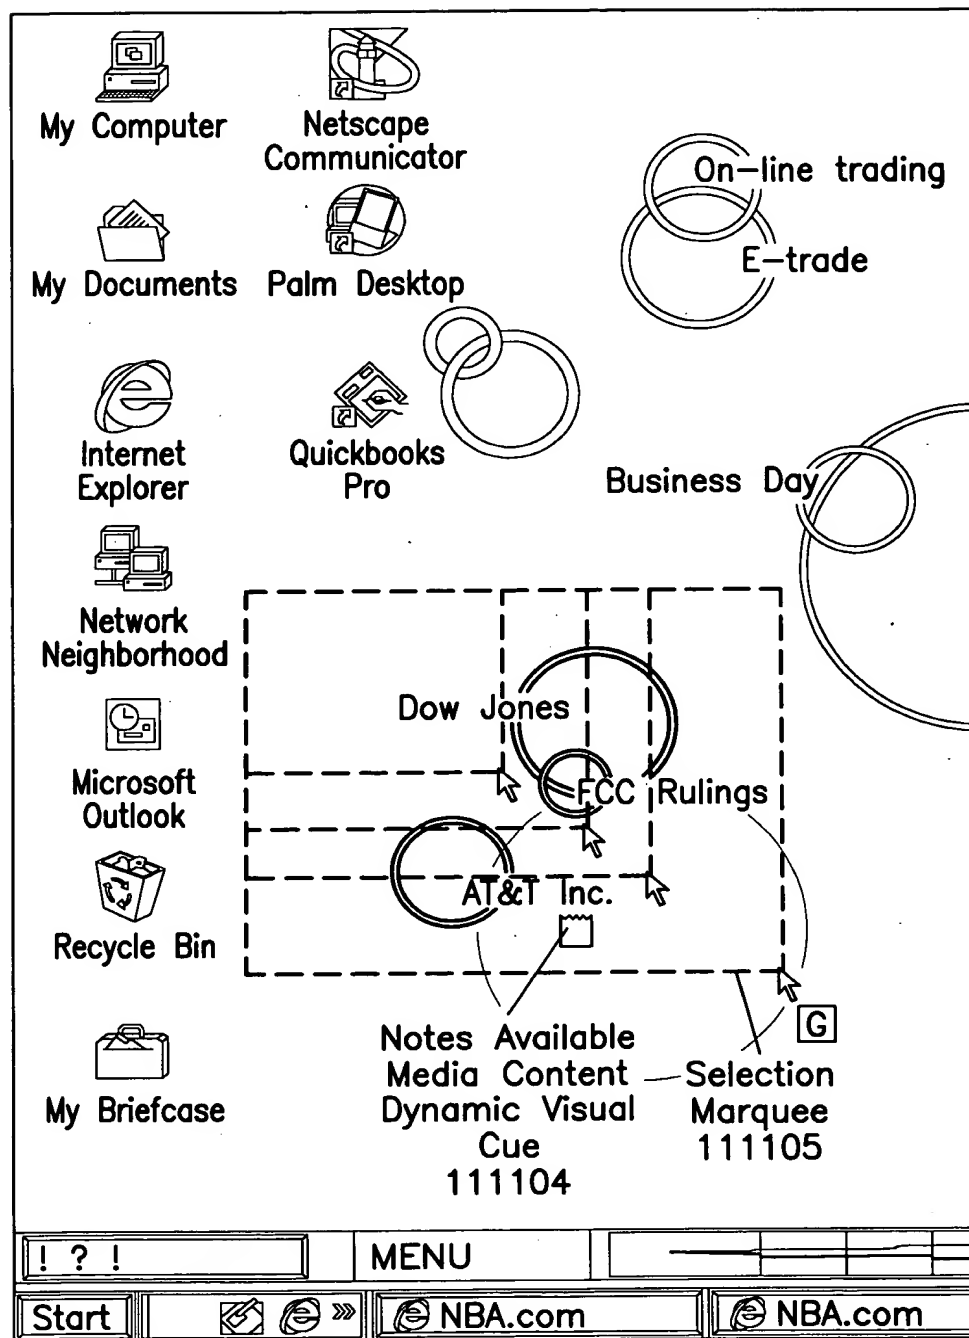 My Computer
Netscape
Communicator
On-line trading
My Documents
Palm Desktop
E-trade
Internet
Explorer
Quickbooks
Pro
Business Day
Network
Neighborhood
Dow Jones
Microsoft
Outlook
FCC Rulings
AT&T Inc.
Recycle Bin
G
Notes Available
Media Content
Dynamic Visual
Cue
111104
Selection
Marquee
111105
My Briefcase
! ? !
MENU
Start
NBA.com
NBA.com